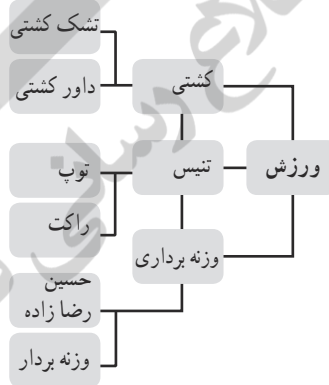 تشک کشتی
داور کشتی
کشتی
ورزش
تنیس
توپ
راکت
وزنه برداری
حسین
رضا زاده
وزنه بردار